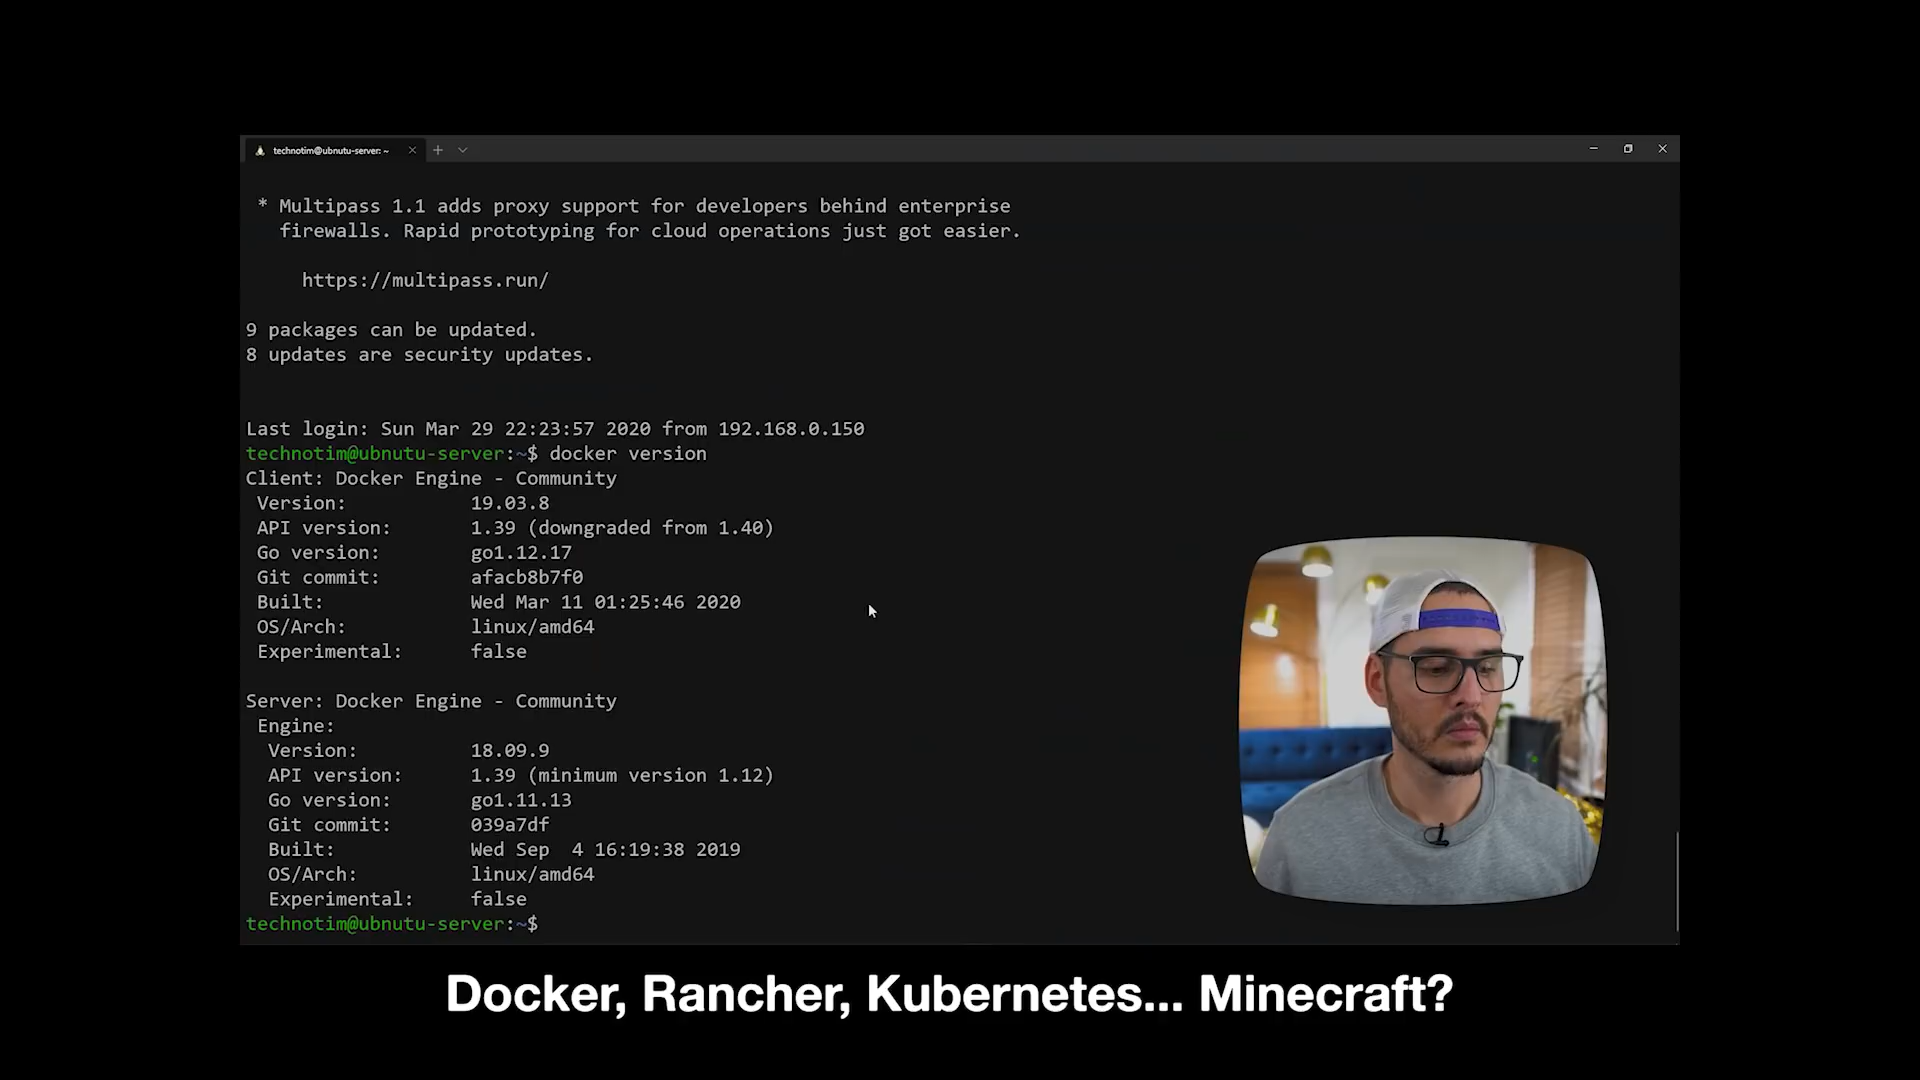 technotim@ubnutu-server: ~
* Multipass 1.1 adds proxy support for developers behind enterprise
firewalls. Rapid prototyping for cloud operations just got easier.
https://multipass.run/
9 packages can be updated.
8 updates are security updates.
Last login: Sun Mar 29 22:23:57 2020 from 192.168.0.150
technotim@ubnutu-server:~$ docker version
Client: Docker Engine - Community
Version: 19.03.8
API version: 1.39 (downgraded from 1.40)
Go version: go1.12.17
Git commit: afacb8b7f0
Built: Wed Mar 11 01:25:46 2020
OS/Arch: linux/amd64
Experimental: false
Server: Docker Engine - Community
Engine:
Version: 18.09.9
API version: 1.39 (minimum version 1.12)
Go version: go1.11.13
Git commit: 039a7df
Built: Wed Sep  4 16:19:38 2019
OS/Arch: linux/amd64
Experimental: false
technotim@ubnutu-server:~$
Docker, Rancher, Kubernetes... Minecraft?